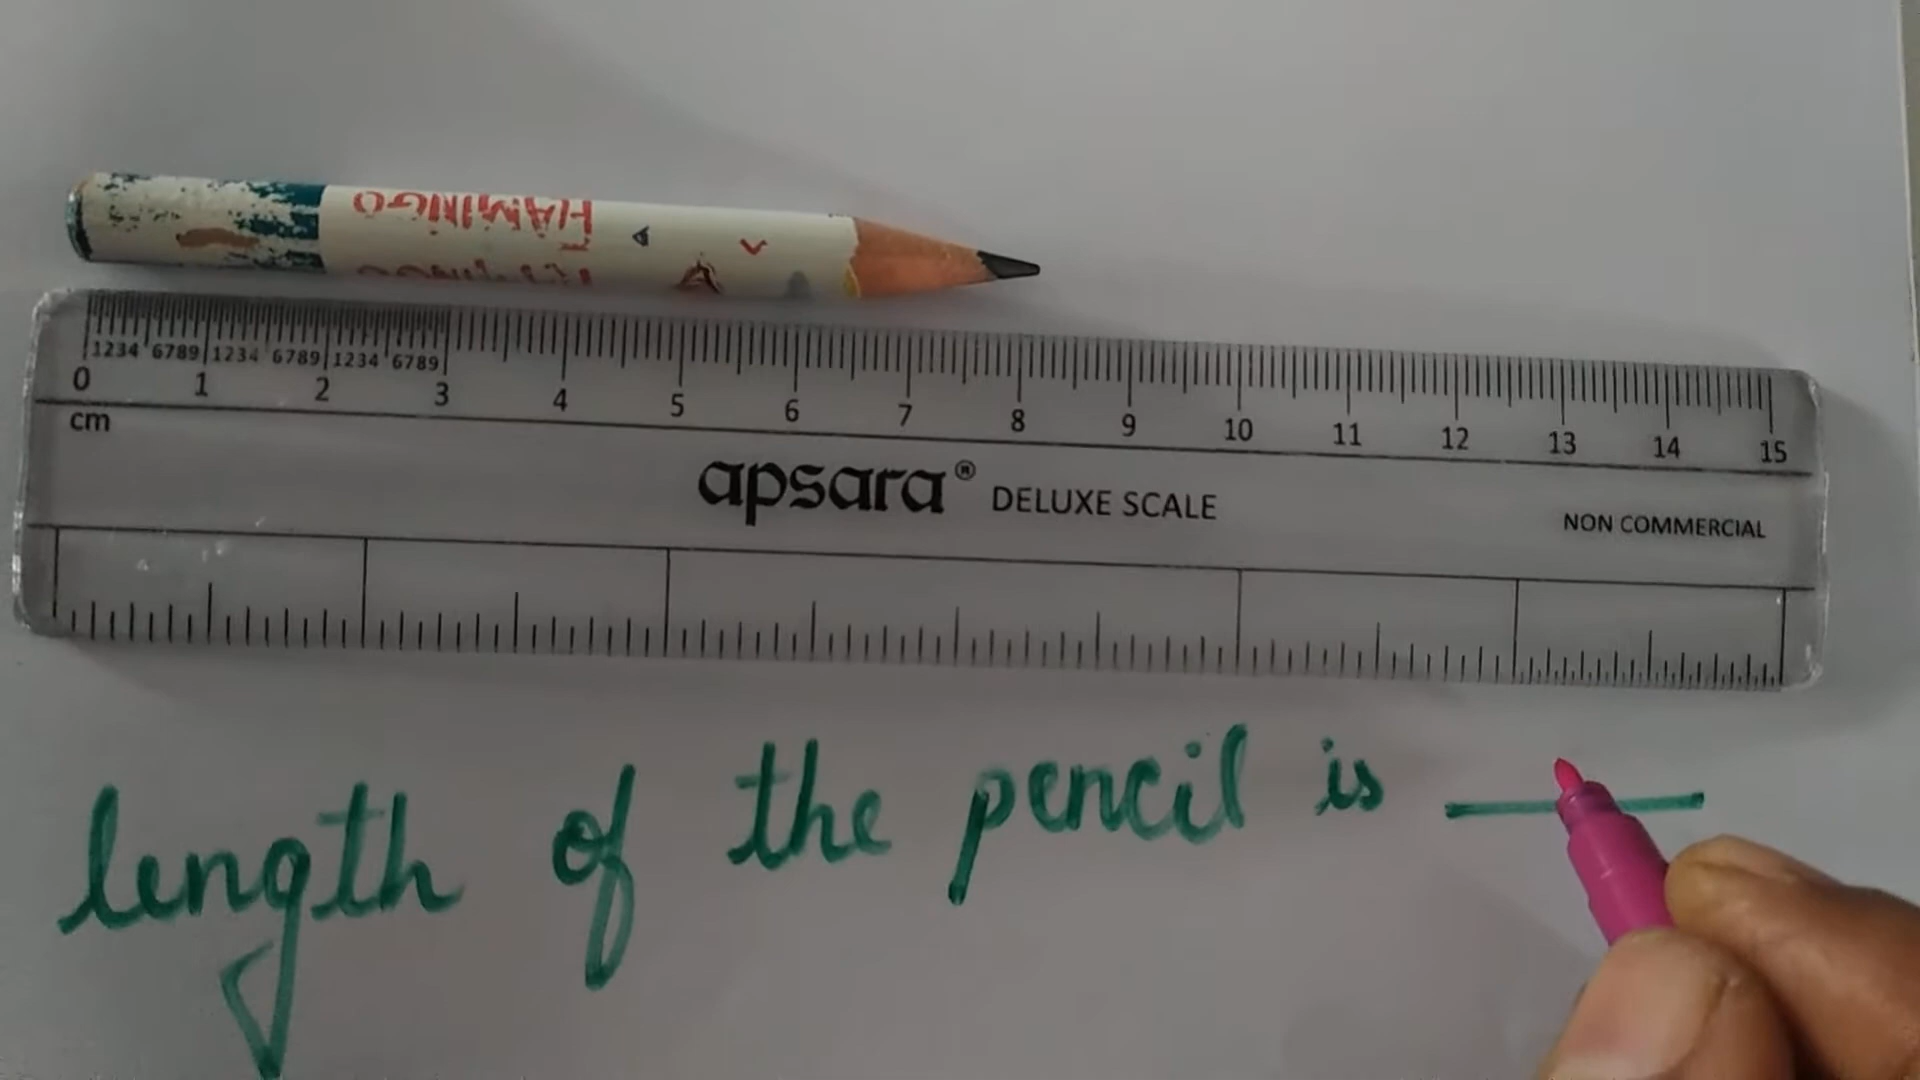 FLAMINGO
1234 6789 1234 6789 1234 6789
0 1 2 3 4 5 6 7 8 9 10 11 12 13 14 15
cm
apsara® DELUXE SCALE
NON COMMERCIAL
length of the pencil is